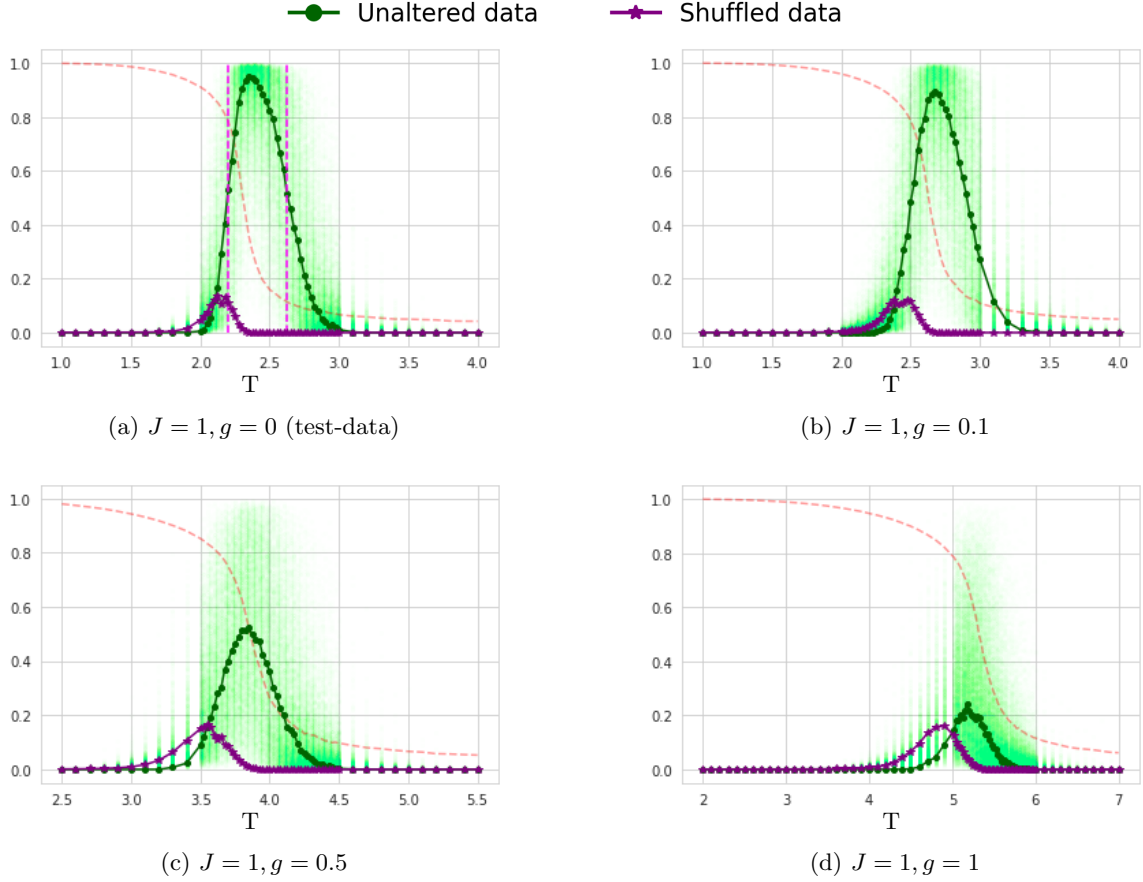 Unaltered data
Shuffled data
1.0
0.8
0.6
0.4
0.2
0.0
1.0 1.5 2.0 2.5 3.0 3.5 4.0
T
(a) J = 1, g = 0 (test-data)
1.0
0.8
0.6
0.4
0.2
0.0
1.0 1.5 2.0 2.5 3.0 3.5 4.0
T
(b) J = 1, g = 0.1
1.0
0.8
0.6
0.4
0.2
0.0
2.5 3.0 3.5 4.0 4.5 5.0 5.5
T
(c) J = 1, g = 0.5
1.0
0.8
0.6
0.4
0.2
0.0
2 3 4 5 6 7
T
(d) J = 1, g = 1